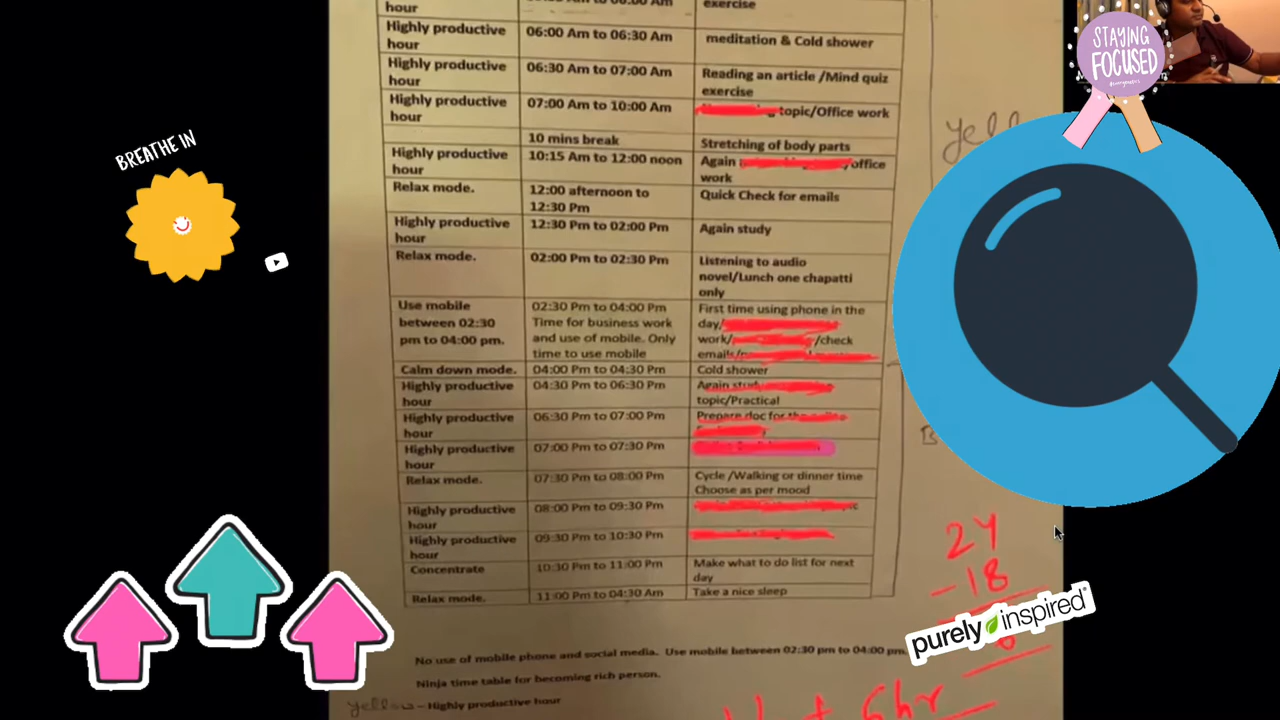 hour
exercise
Highly productive hour 06:00 Am to 06:30 Am meditation & Cold shower
Highly productive hour 06:30 Am to 07:00 Am Reading an article /Mind quiz exercise
Highly productive hour 07:00 Am to 10:00 Am topic/Office work
10 mins break Stretching of body parts
Highly productive hour 10:15 Am to 12:00 noon Again office work
Relax mode. 12:00 afternoon to 12:30 Pm Quick Check for emails
Highly productive hour 12:30 Pm to 02:00 Pm Again study
Relax mode. 02:00 Pm to 02:30 Pm Listening to audio novel/Lunch one chapatti only
Use mobile between 02:30 pm to 04:00 pm. 02:30 Pm to 04:00 Pm Time for business work and use of mobile. Only time to use mobile First time using phone in the day/ work/ /check emails/
Calm down mode. 04:00 Pm to 04:30 Pm Cold shower
Highly productive hour 04:30 Pm to 06:30 Pm Again topic/Practical
Highly productive hour 06:30 Pm to 07:00 Pm Prepare doc for
Highly productive hour 07:00 Pm to 07:30 Pm
Relax mode. 07:30 Pm to 08:00 Pm Cycle /Walking or dinner time Choose as per mood
Highly productive hour 08:00 Pm to 09:30 Pm
Highly productive hour 09:30 Pm to 10:30 Pm
Concentrate 10:30 Pm to 11:00 Pm Make what to do list for next day
Relax mode. 11:00 Pm to 04:30 Am Take a nice sleep
No use of mobile phone and social media. Use mobile between 02:30 pm to 04:00 pm.
Ninja time table for becoming rich person.
yellow – Highly productive hour
BREATHE IN
STAYING
FOCUSED
24
-18
6
purely inspired
6hr